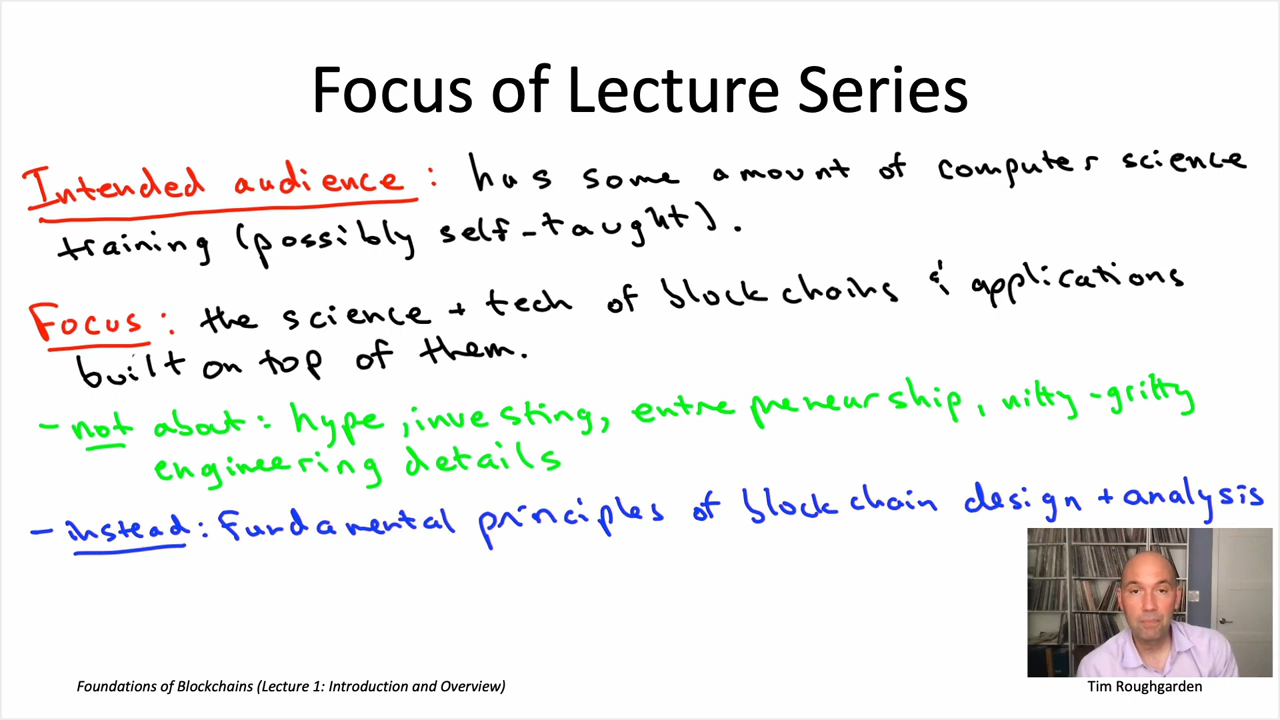 Focus of Lecture Series
Intended audience: has some amount of computer science
training (possibly self-taught).
Focus: the science + tech of blockchains & applications
built on top of them.
- not about: hype, investing, entrepreneurship, nitty-gritty
engineering details
- instead: fundamental principles of blockchain design + analysis
Foundations of Blockchains (Lecture 1: Introduction and Overview)
Tim Roughgarden